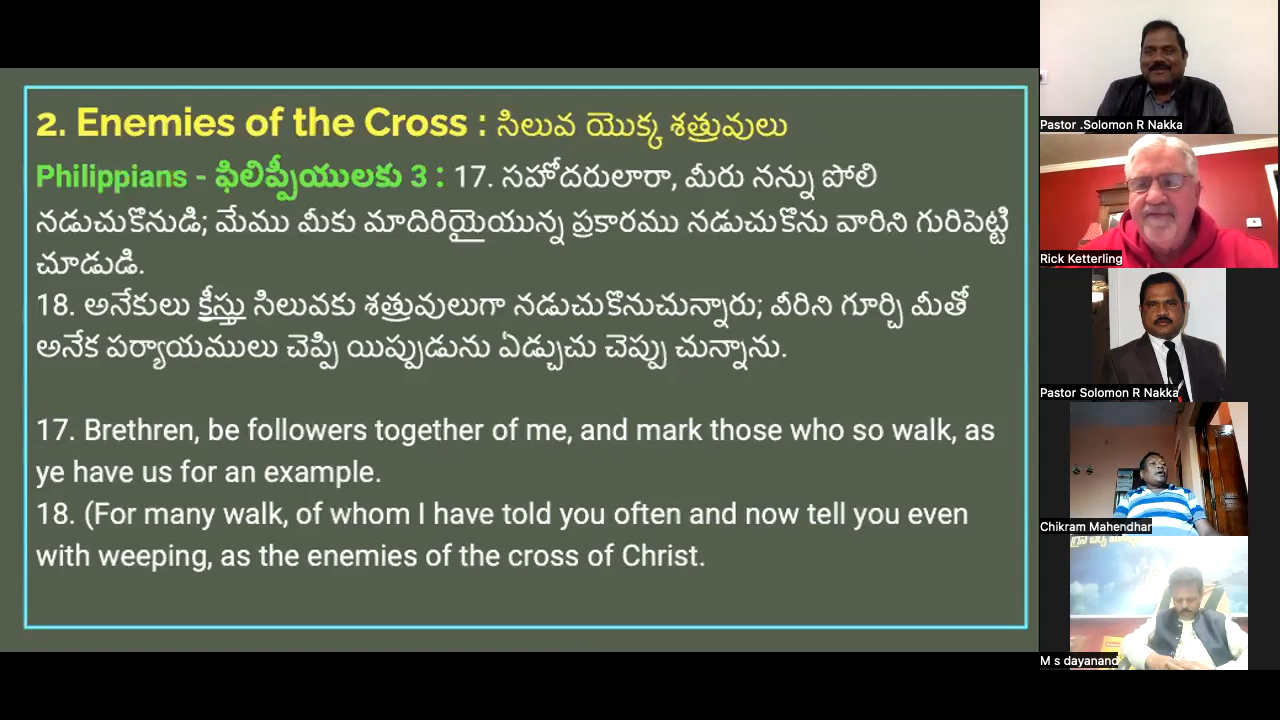 2. Enemies of the Cross : సిలువ యొక్క శత్రువులు
Philippians - ఫిలిప్పీయులకు 3 : 17. సహోదరులారా, మీరు నన్ను పోలి
నడుచుకొనుడి; మేము మీకు మాదిరియైయున్న ప్రకారము నడుచుకొను వారిని గురిపెట్టి
చూడుడి.
18. అనేకులు క్రీస్తు సిలువకు శత్రువులుగా నడుచుకొనుచున్నారు; వీరిని గూర్చి మీతో
అనేక పర్యాయములు చెప్పి యిప్పుడును ఏడ్చుచు చెప్పు చున్నాను.
17. Brethren, be followers together of me, and mark those who so walk, as
ye have us for an example.
18. (For many walk, of whom I have told you often and now tell you even
with weeping, as the enemies of the cross of Christ.
Pastor .Solomon R Nakka
Rick Ketterling
Pastor Solomon R Nakka
Chikram Mahendhar
M s dayanand